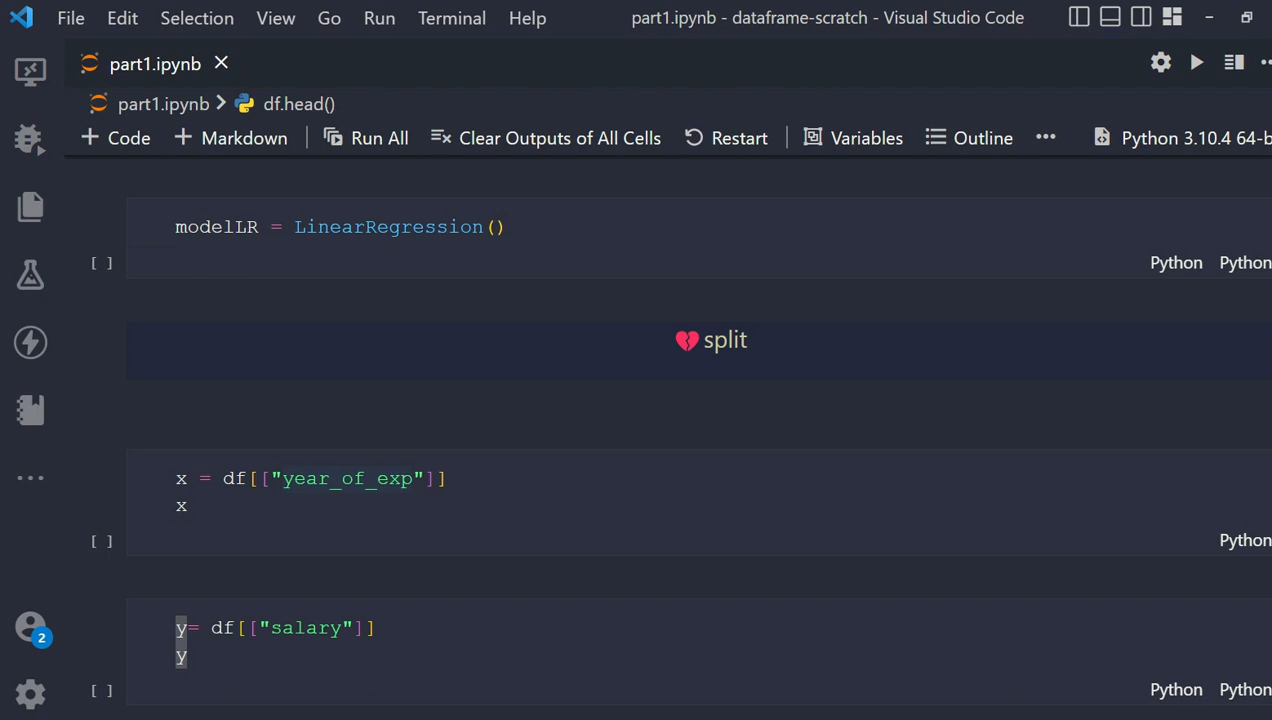 File Edit Selection View Go Run Terminal Help part1.ipynb - dataframe-scratch - Visual Studio Code
part1.ipynb
part1.ipynb > df.head()
+ Code + Markdown Run All Clear Outputs of All Cells Restart Variables Outline ... Python 3.10.4 64-b
modelLR = LinearRegression()
[ ] Python Python
💔 split
x = df[["year_of_exp"]]
x
[ ] Python
y= df[["salary"]]
y
2
[ ] Python Python